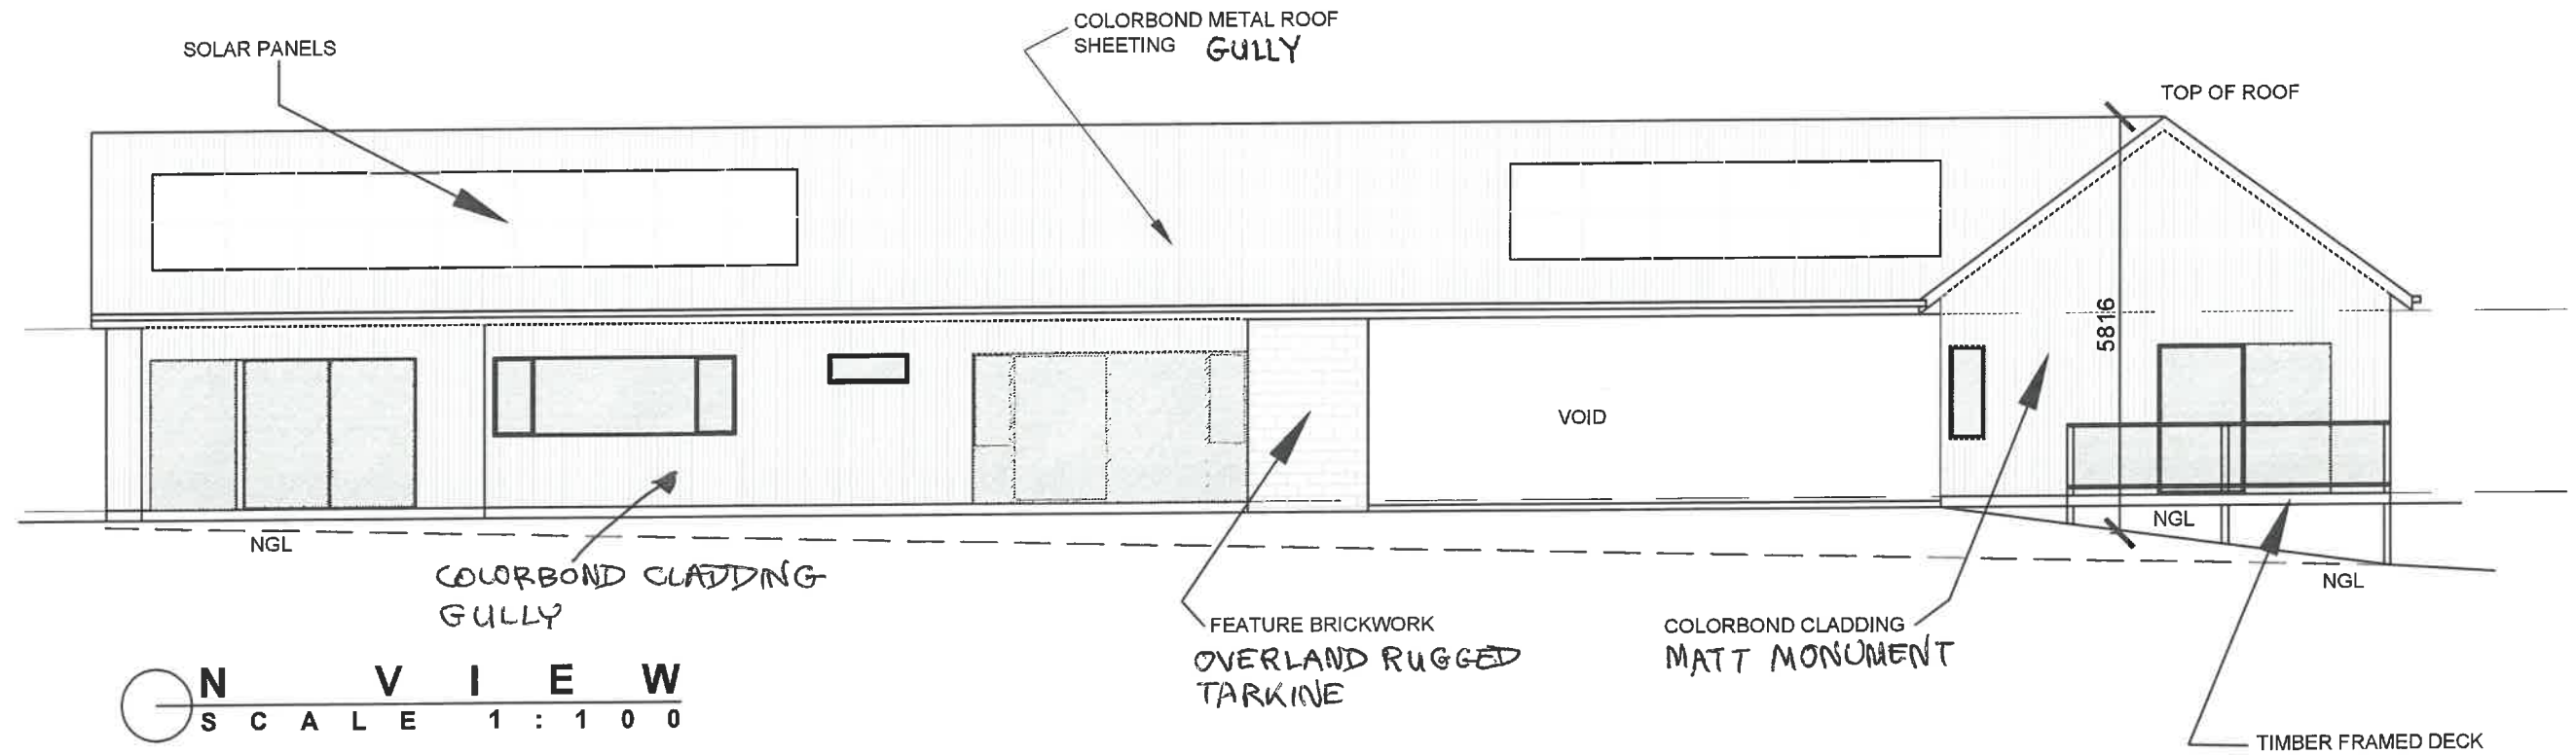 SOLAR PANELS
COLORBOND METAL ROOF
SHEETING GULLY
TOP OF ROOF
5816
VOID
NGL
NGL
NGL
COLORBOND CLADDING
GULLY
FEATURE BRICKWORK
OVERLAND RUGGED
TARKINE
COLORBOND CLADDING
MATT MONUMENT
TIMBER FRAMED DECK
N VIEW
SCALE 1:100